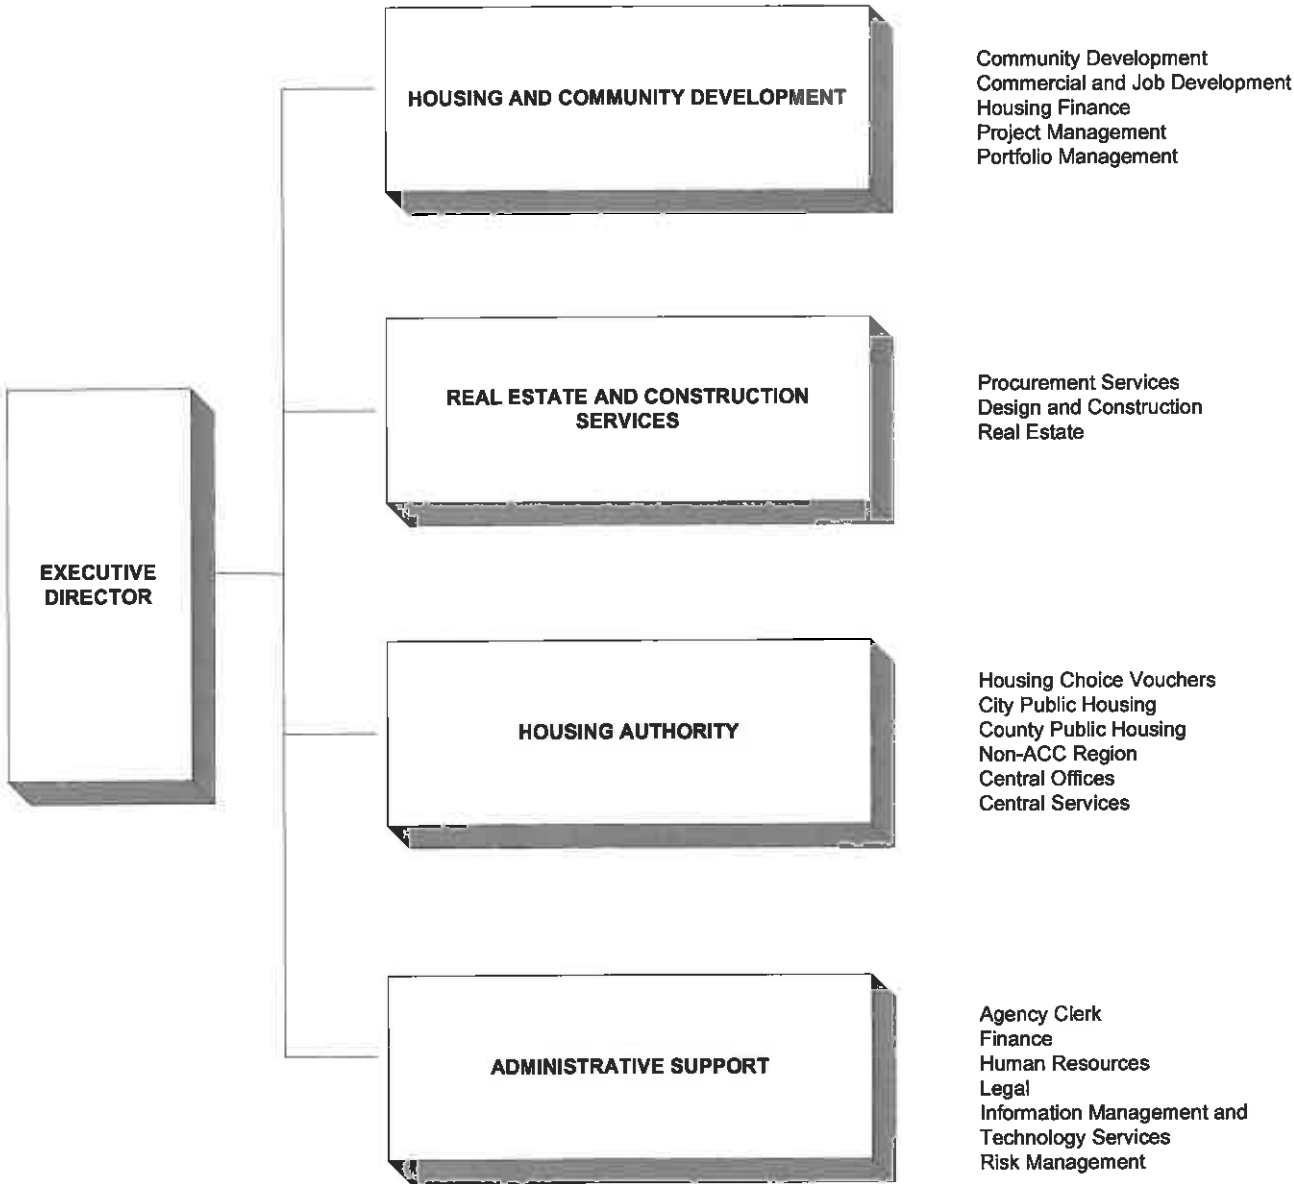 HOUSING AND COMMUNITY DEVELOPMENT
Community Development
Commercial and Job Development
Housing Finance
Project Management
Portfolio Management
REAL ESTATE AND CONSTRUCTION
SERVICES
Procurement Services
Design and Construction
Real Estate
EXECUTIVE
DIRECTOR
HOUSING AUTHORITY
Housing Choice Vouchers
City Public Housing
County Public Housing
Non-ACC Region
Central Offices
Central Services
ADMINISTRATIVE SUPPORT
Agency Clerk
Finance
Human Resources
Legal
Information Management and
Technology Services
Risk Management